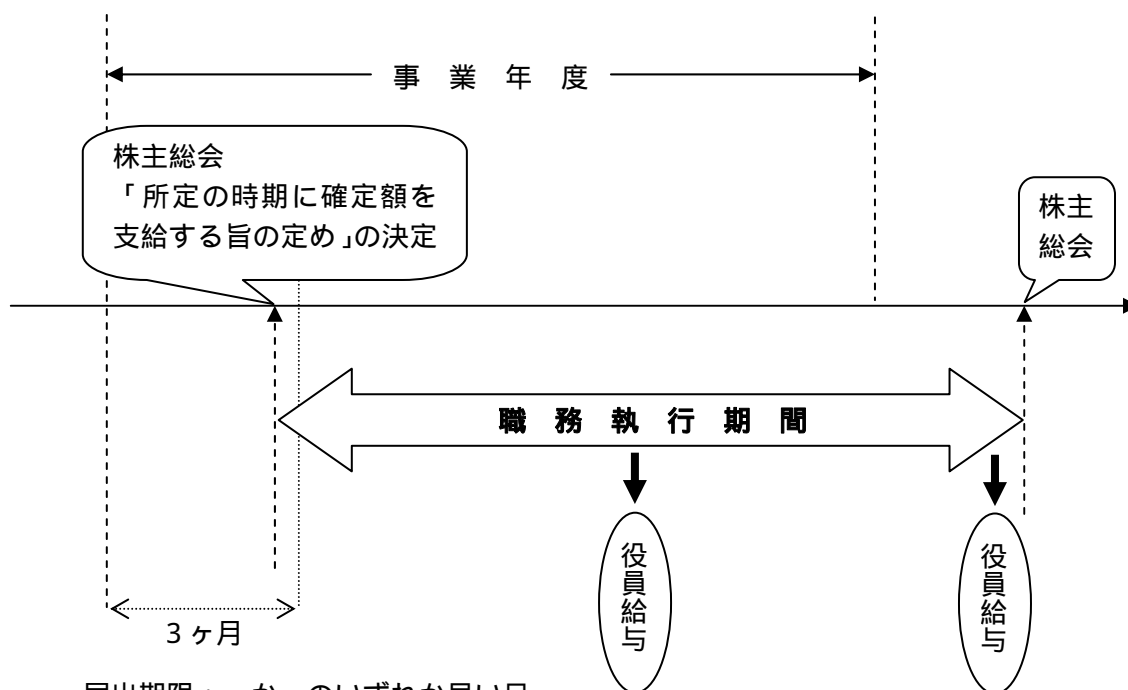 事業年度
株主総会
「所定の時期に確定額を
支給する旨の定め」の決定
株主
総会
職務執行期間
役員給与
役員給与
3ヶ月